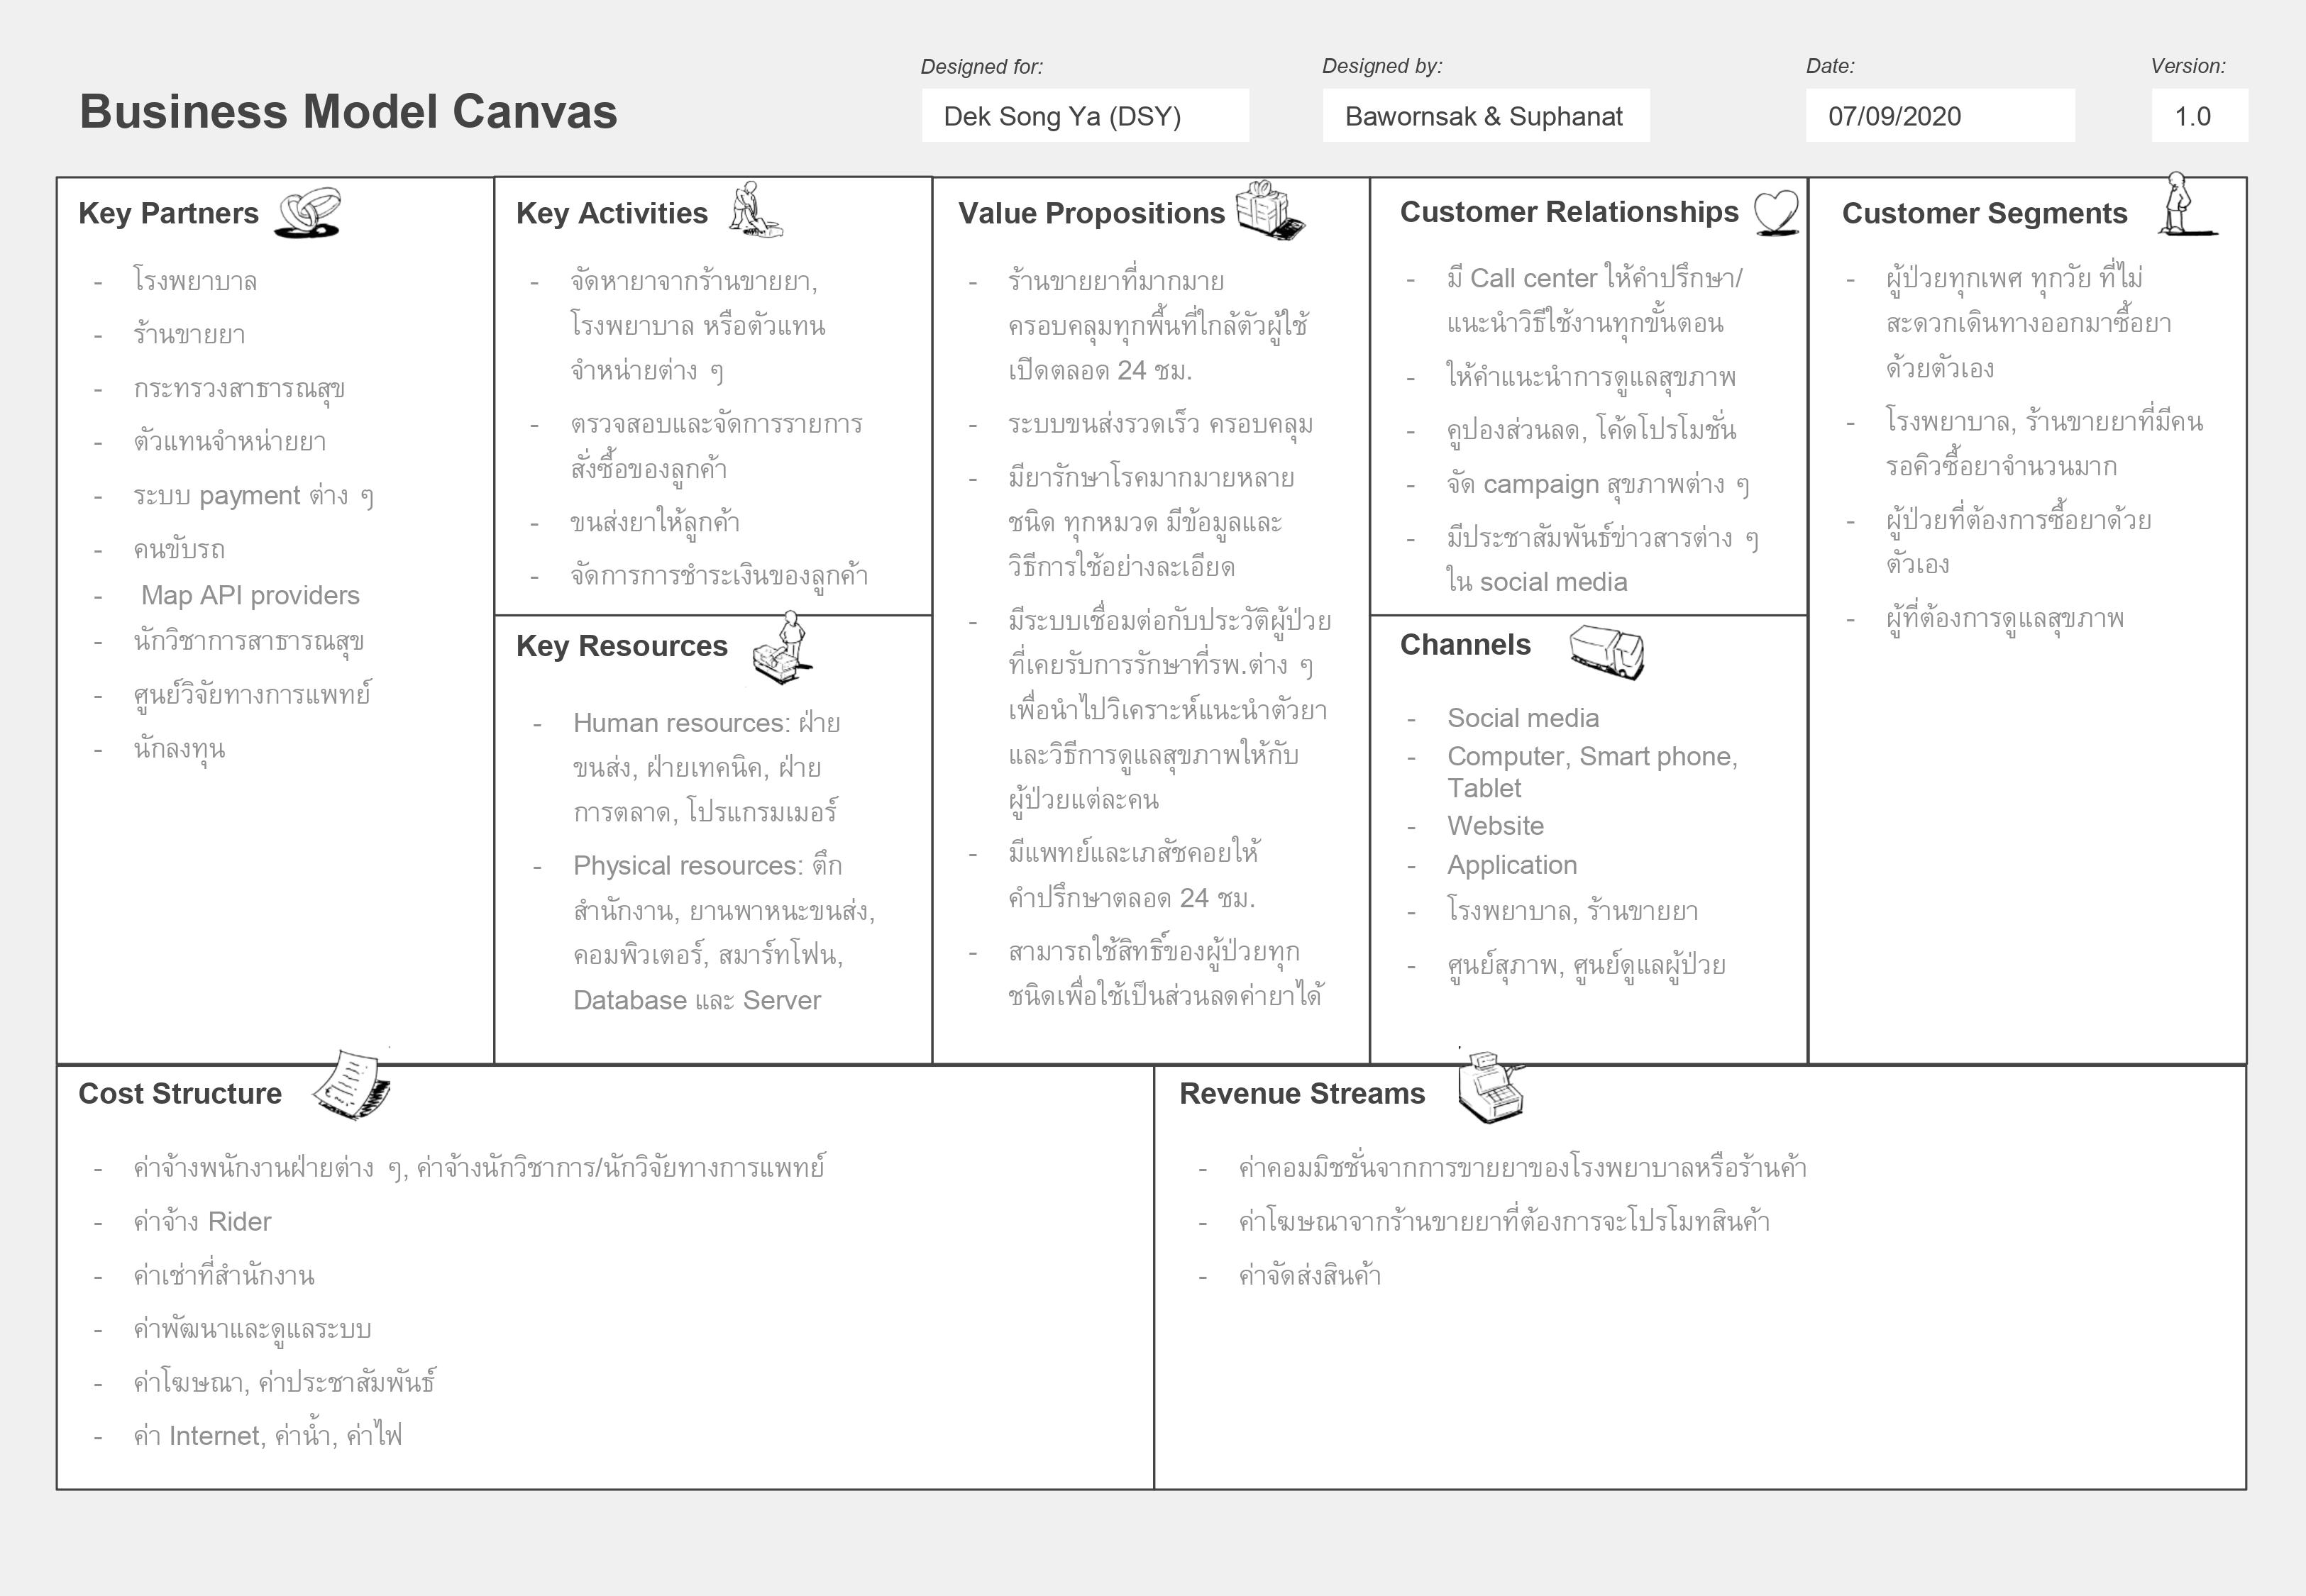 Business Model Canvas
Designed for:
Dek Song Ya (DSY)
Designed by:
Bawornsak & Suphanat
Date:
07/09/2020
Version:
1.0
Key Partners
- โรงพยาบาล
- ร้านขายยา
- กระทรวงสาธารณสุข
- ตัวแทนจำหน่ายยา
- ระบบ payment ต่าง ๆ
- คนขับรถ
- Map API providers
- นักวิชาการสาธารณสุข
- ศูนย์วิจัยทางการแพทย์
- นักลงทุน
Key Activities
- จัดหายาจากร้านขายยา,
โรงพยาบาล หรือตัวแทน
จำหน่ายต่าง ๆ
- ตรวจสอบและจัดการรายการ
สั่งซื้อของลูกค้า
- ขนส่งยาให้ลูกค้า
- จัดการการชำระเงินของลูกค้า
Key Resources
- Human resources: ฝ่าย
ขนส่ง, ฝ่ายเทคนิค, ฝ่าย
การตลาด, โปรแกรมเมอร์
- Physical resources: ตึก
สำนักงาน, ยานพาหนะขนส่ง,
คอมพิวเตอร์, สมาร์ทโฟน,
Database และ Server
Value Propositions
- ร้านขายยาที่มากมาย
ครอบคลุมทุกพื้นที่ใกล้ตัวผู้ใช้
เปิดตลอด 24 ชม.
- ระบบขนส่งรวดเร็ว ครอบคลุม
- มียารักษาโรคมากมายหลาย
ชนิด ทุกหมวด มีข้อมูลและ
วิธีการใช้อย่างละเอียด
- มีระบบเชื่อมต่อกับประวัติผู้ป่วย
ที่เคยรับการรักษาที่รพ.ต่าง ๆ
เพื่อนำไปวิเคราะห์แนะนำตัวยา
และวิธีการดูแลสุขภาพให้กับ
ผู้ป่วยแต่ละคน
- มีแพทย์และเภสัชคอยให้
คำปรึกษาตลอด 24 ชม.
- สามารถใช้สิทธิ์ของผู้ป่วยทุก
ชนิดเพื่อใช้เป็นส่วนลดค่ายาได้
Customer Relationships
- มี Call center ให้คำปรึกษา/
แนะนำวิธีใช้งานทุกขั้นตอน
- ให้คำแนะนำการดูแลสุขภาพ
- คูปองส่วนลด, โค้ดโปรโมชั่น
- จัด campaign สุขภาพต่าง ๆ
- มีประชาสัมพันธ์ข่าวสารต่าง ๆ
ใน social media
Channels
- Social media
- Computer, Smart phone,
Tablet
- Website
- Application
- โรงพยาบาล, ร้านขายยา
- ศูนย์สุภาพ, ศูนย์ดูแลผู้ป่วย
Customer Segments
- ผู้ป่วยทุกเพศ ทุกวัย ที่ไม่
สะดวกเดินทางออกมาซื้อยา
ด้วยตัวเอง
- โรงพยาบาล, ร้านขายยาที่มีคน
รอคิวซื้อยาจำนวนมาก
- ผู้ป่วยที่ต้องการซื้อยาด้วย
ตัวเอง
- ผู้ที่ต้องการดูแลสุขภาพ
Cost Structure
- ค่าจ้างพนักงานฝ่ายต่าง ๆ, ค่าจ้างนักวิชาการ/นักวิจัยทางการแพทย์
- ค่าจ้าง Rider
- ค่าเช่าที่สำนักงาน
- ค่าพัฒนาและดูแลระบบ
- ค่าโฆษณา, ค่าประชาสัมพันธ์
- ค่า Internet, ค่าน้ำ, ค่าไฟ
Revenue Streams
- ค่าคอมมิชชั่นจากการขายยาของโรงพยาบาลหรือร้านค้า
- ค่าโฆษณาจากร้านขายยาที่ต้องการจะโปรโมทสินค้า
- ค่าจัดส่งสินค้า